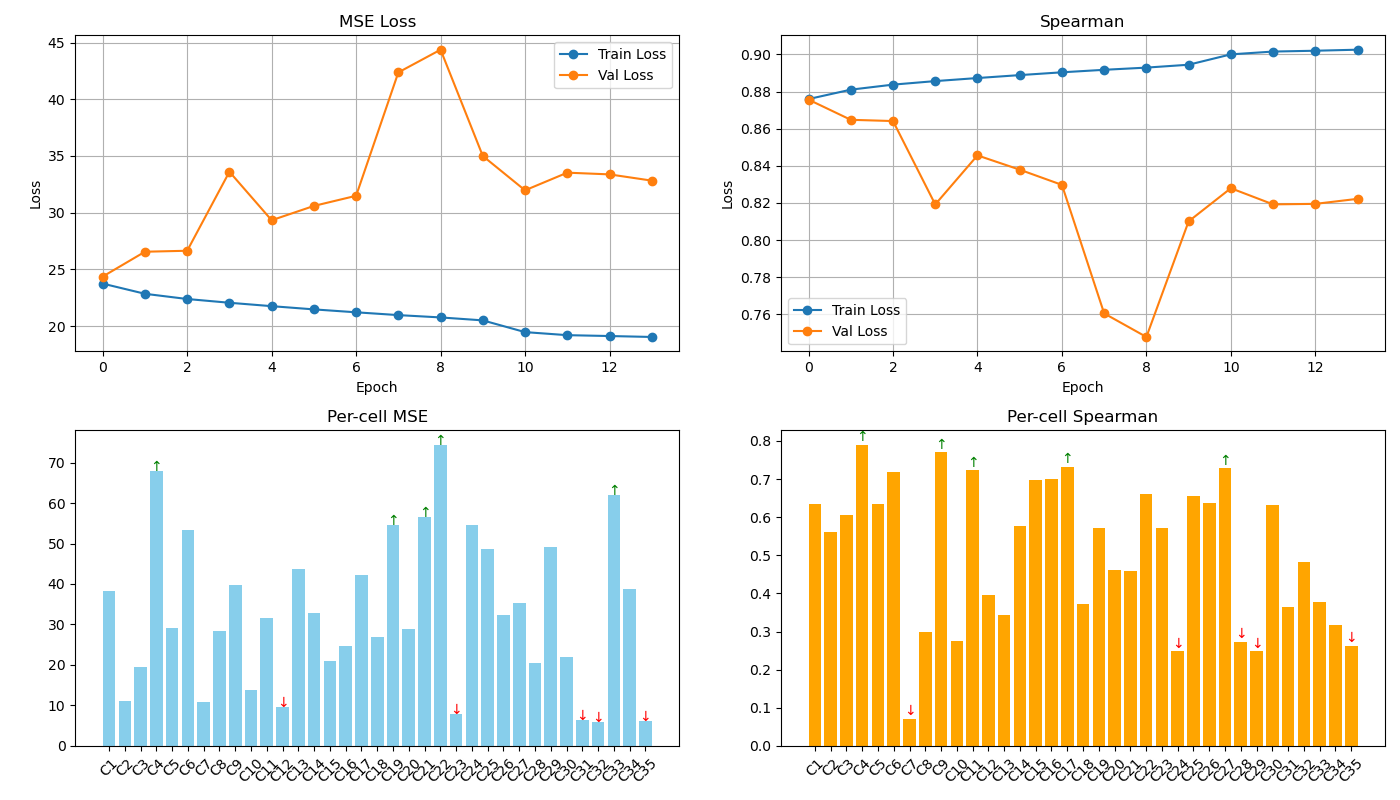 MSE Loss
45
40
35
30
25
20
Loss
Train Loss
Val Loss
0 2 4 6 8 10 12
Epoch
Spearman
0.90
0.88
0.86
0.84
0.82
0.80
0.78
0.76
Loss
Train Loss
Val Loss
0 2 4 6 8 10 12
Epoch
Per-cell MSE
70
60
50
40
30
20
10
0
↑ ↑ ↑ ↑ ↑
↓ ↓ ↓ ↓ ↓
C1 C2 C3 C4 C5 C6 C7 C8 C9 C10 C11 C12 C13 C14 C15 C16 C17 C18 C19 C20 C21 C22 C23 C24 C25 C26 C27 C28 C29 C30 C31 C32 C33 C34 C35
Per-cell Spearman
0.8
0.7
0.6
0.5
0.4
0.3
0.2
0.1
0.0
↑ ↑ ↑ ↑ ↑
↓ ↓ ↓ ↓ ↓
C1 C2 C3 C4 C5 C6 C7 C8 C9 C10 C11 C12 C13 C14 C15 C16 C17 C18 C19 C20 C21 C22 C23 C24 C25 C26 C27 C28 C29 C30 C31 C32 C33 C34 C35